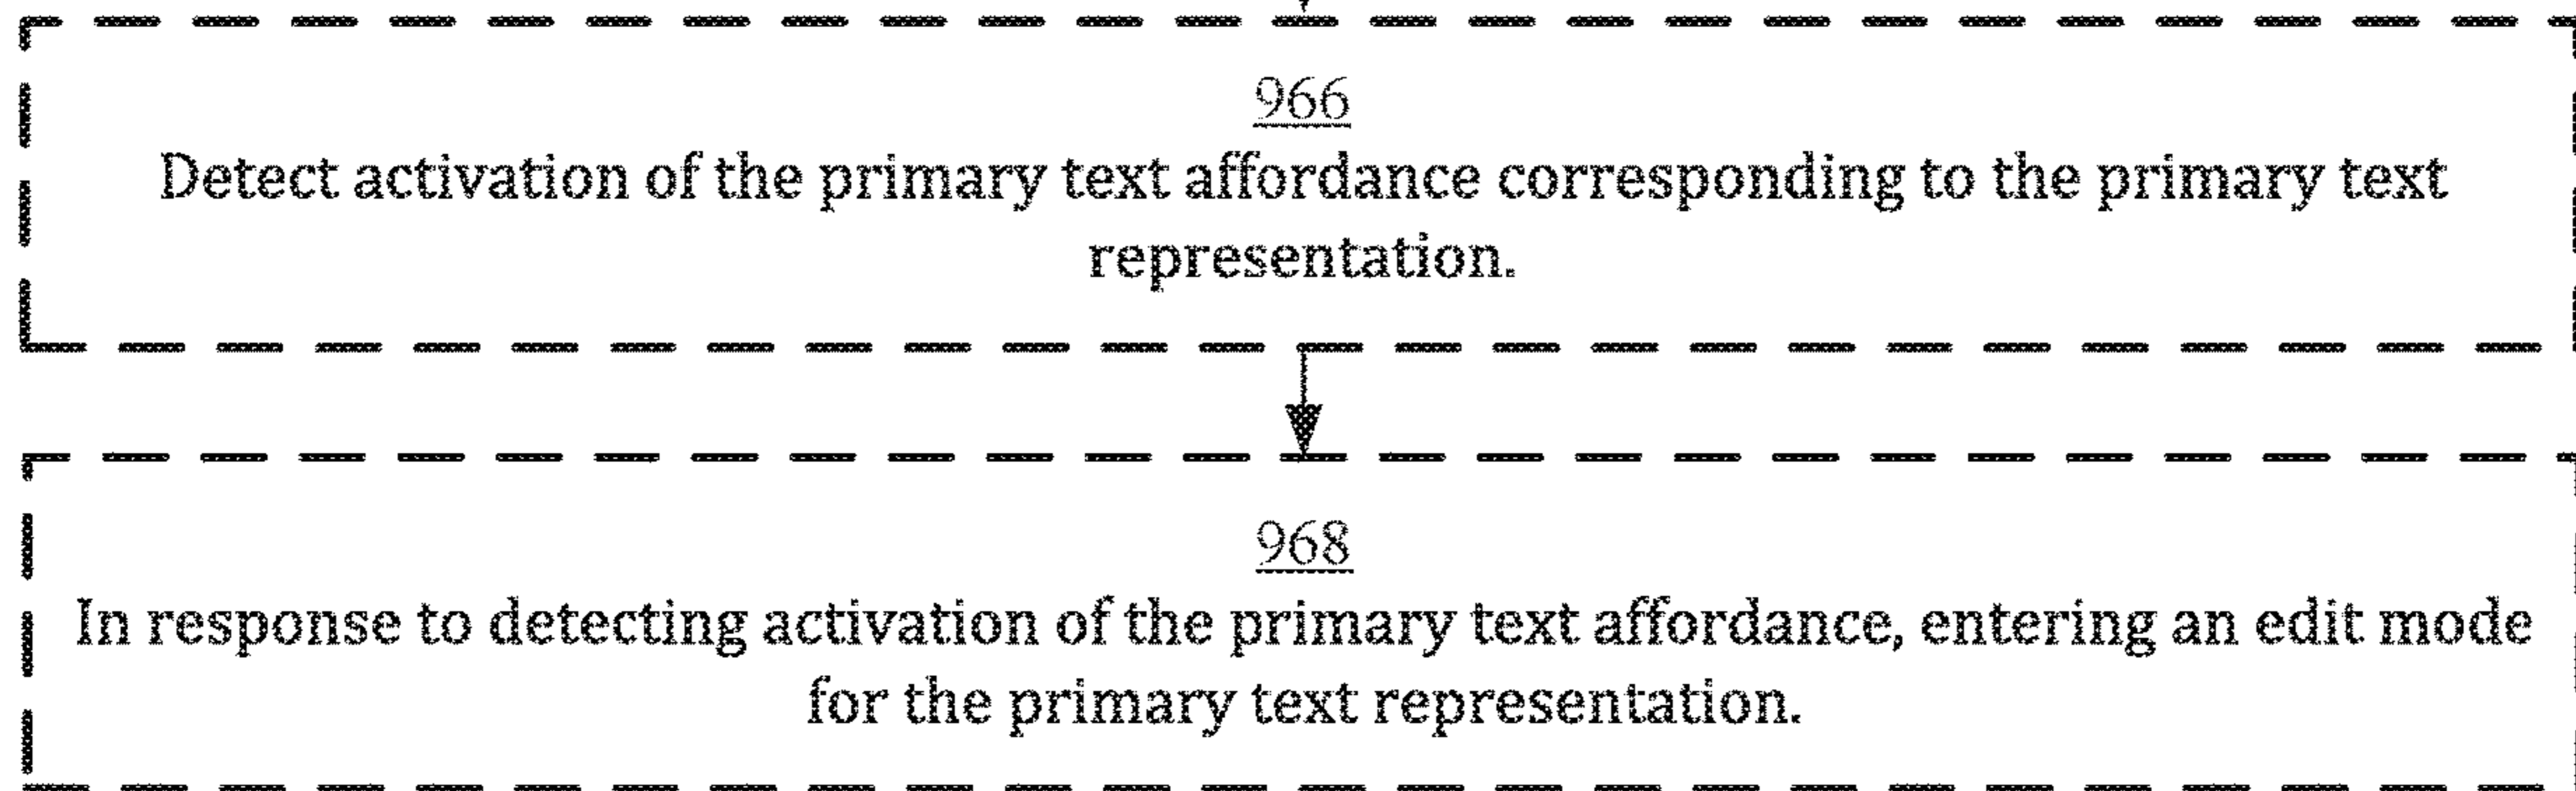 966
Detect activation of the primary text affordance corresponding to the primary text
representation.
968
In response to detecting activation of the primary text affordance, entering an edit mode
for the primary text representation.